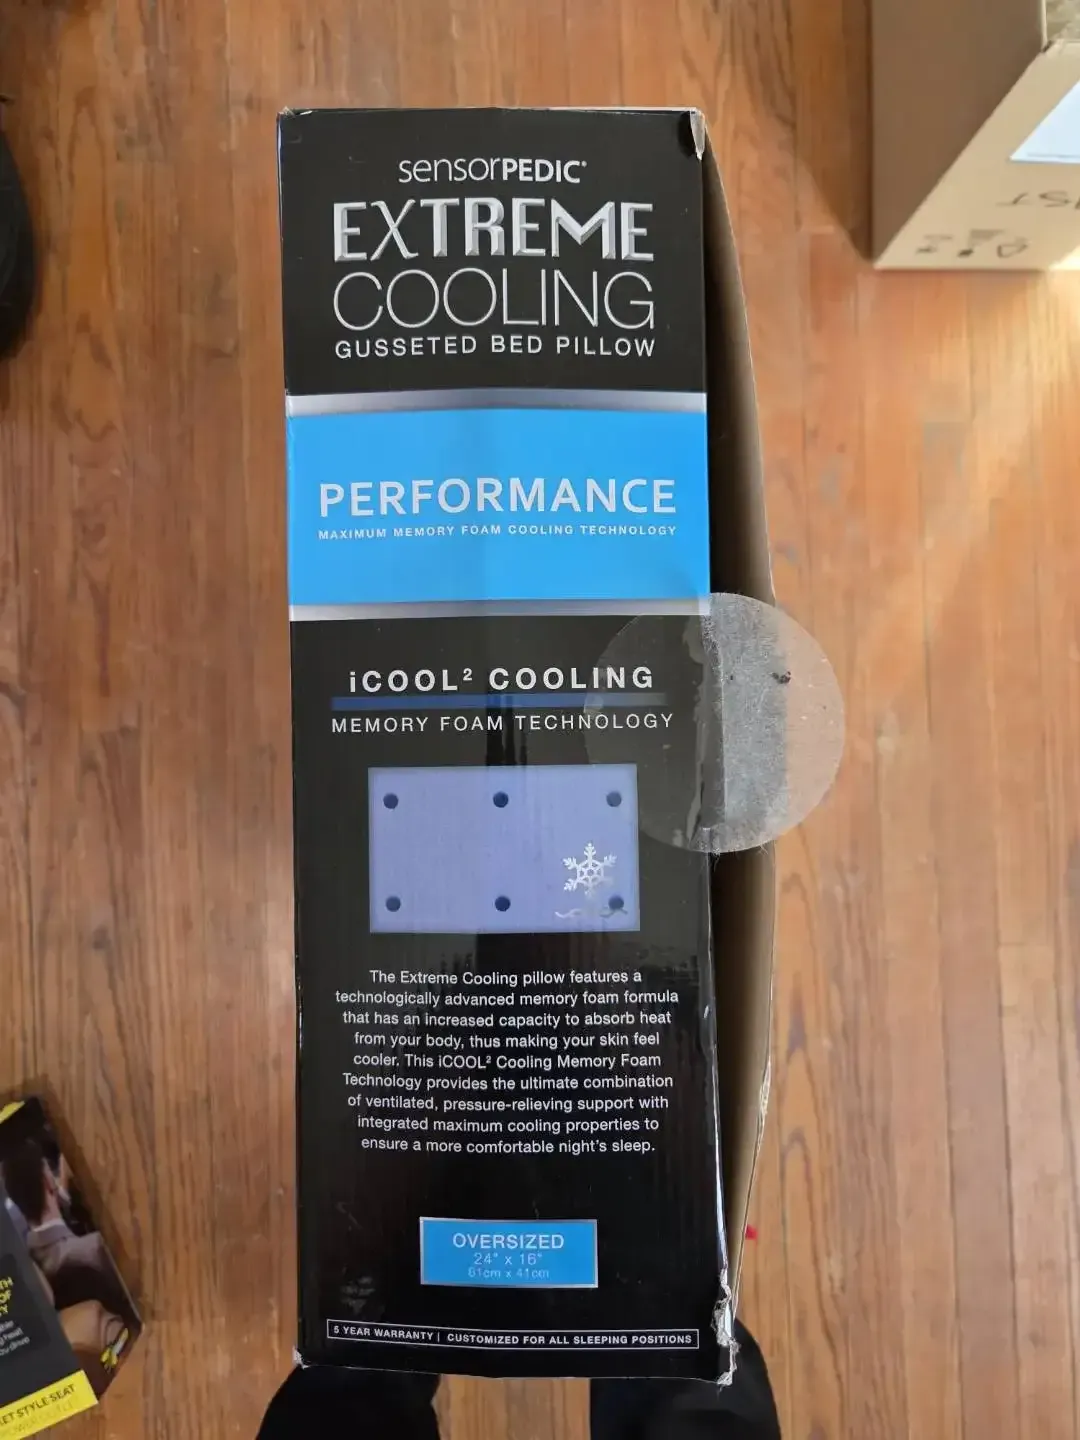 sensorPEDIC®
EXTREME
COOLING
GUSSETED BED PILLOW
PERFORMANCE
MAXIMUM MEMORY FOAM COOLING TECHNOLOGY
iCOOL² COOLING
MEMORY FOAM TECHNOLOGY
The Extreme Cooling pillow features a
technologically advanced memory foam formula
that has an increased capacity to absorb heat
from your body, thus making your skin feel
cooler. This iCOOL² Cooling Memory Foam
Technology provides the ultimate combination
of ventilated, pressure-relieving support with
integrated maximum cooling properties to
ensure a more comfortable night's sleep.
OVERSIZED
24" x 16"
61cm x 41cm
5 YEAR WARRANTY | CUSTOMIZED FOR ALL SLEEPING POSITIONS
STYLE SEAT